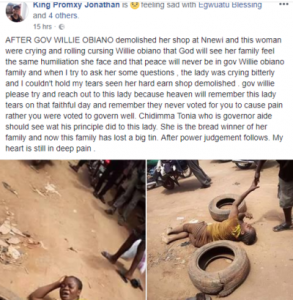 King Promxy Jonathan is feeling sad with Egwuatu Blessing
and 4 others.
15 hrs
AFTER GOV WILLIE OBIANO demolished her shop at Nnewi and this woman
were crying and rolling cursing Willie obiano that God will see her family feel
the same humiliation she face and that peace will never be in gov Willie obiano
family and when I try to ask her some questions , the lady was crying bitterly
and I couldn't hold my tears seen her hard earn shop demolished . gov willie
please try and reach out to this lady because heaven will remember this lady
tears on that faithful day and remember they never voted for you to cause pain
rather you were voted to govern well. Chidimma Tonia who is governor aide
should see wat his principle did to this lady. She is the bread winner of her
family and now this family has lost a big tin. After power judgement follows. My
heart is still in deep pain .